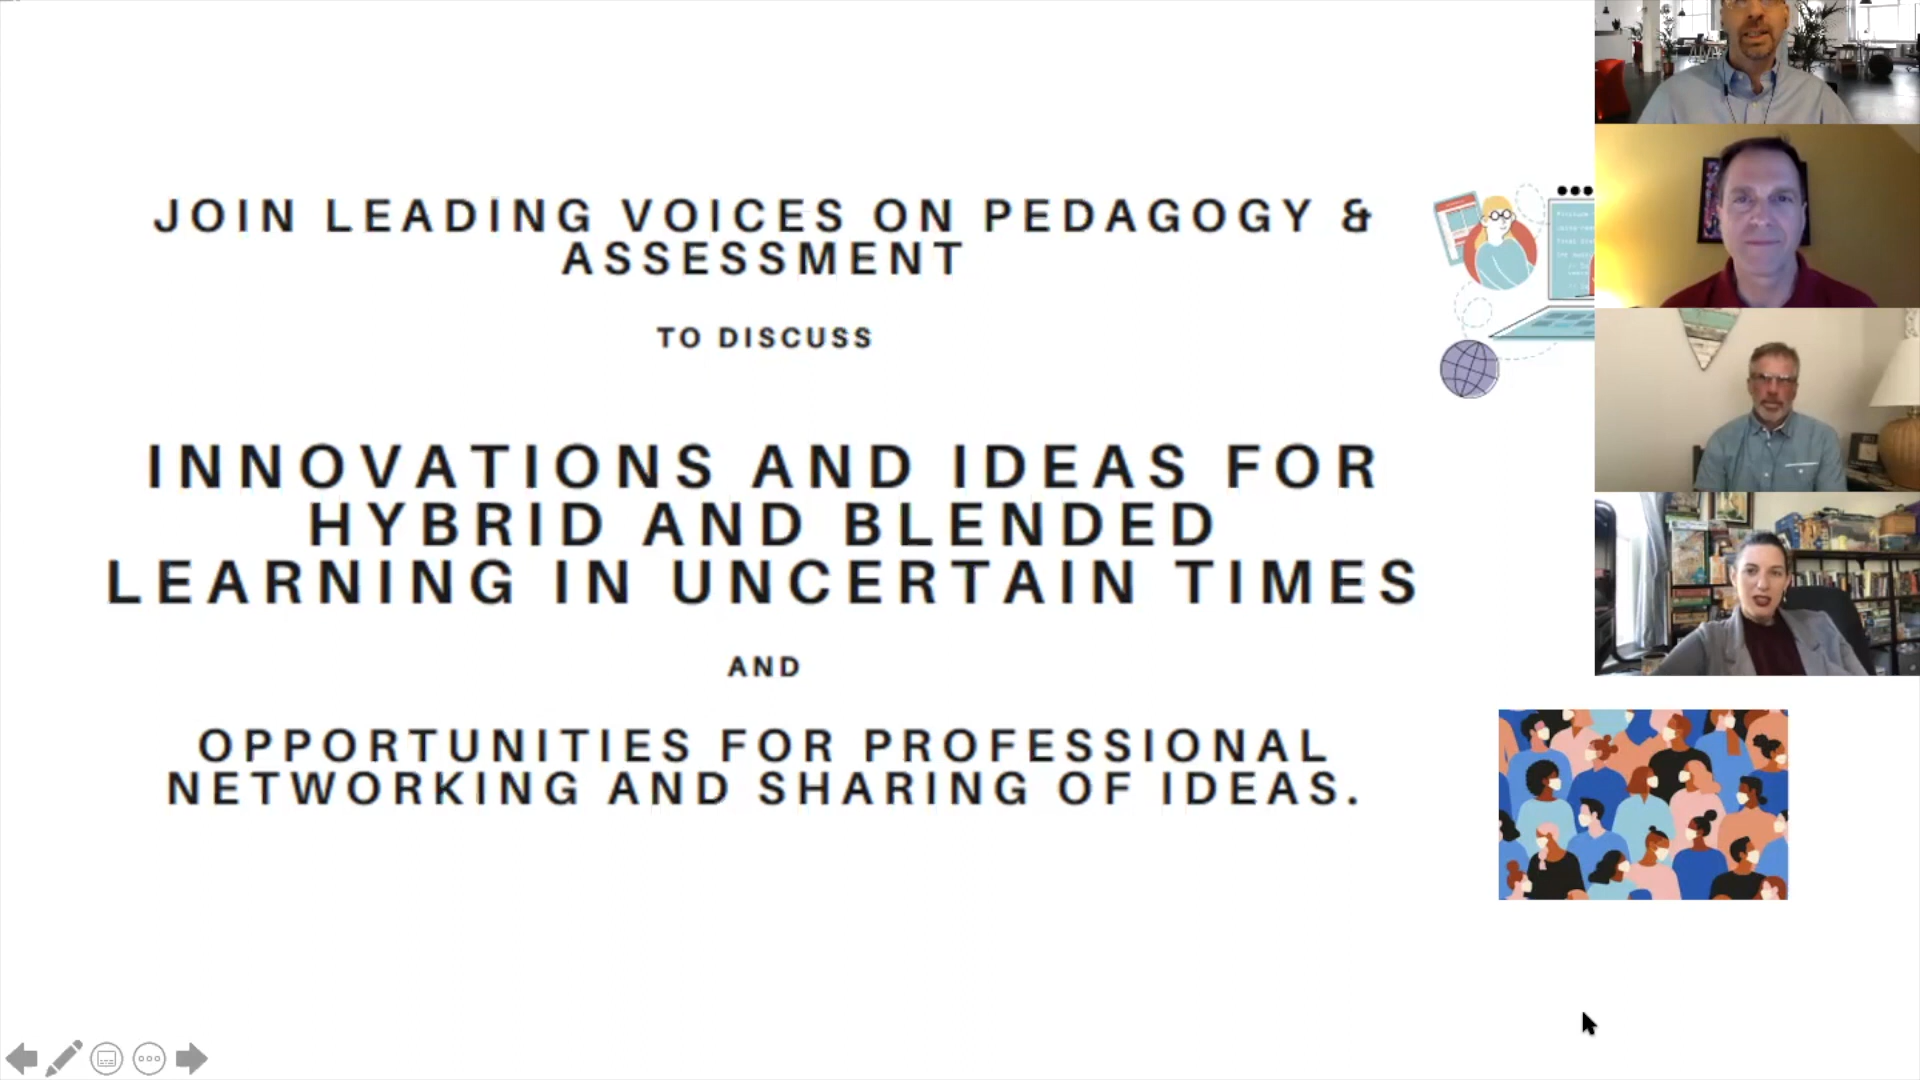 JOIN LEADING VOICES ON PEDAGOGY &
ASSESSMENT
TO DISCUSS
INNOVATIONS AND IDEAS FOR
HYBRID AND BLENDED
LEARNING IN UNCERTAIN TIMES
AND
OPPORTUNITIES FOR PROFESSIONAL
NETWORKING AND SHARING OF IDEAS.